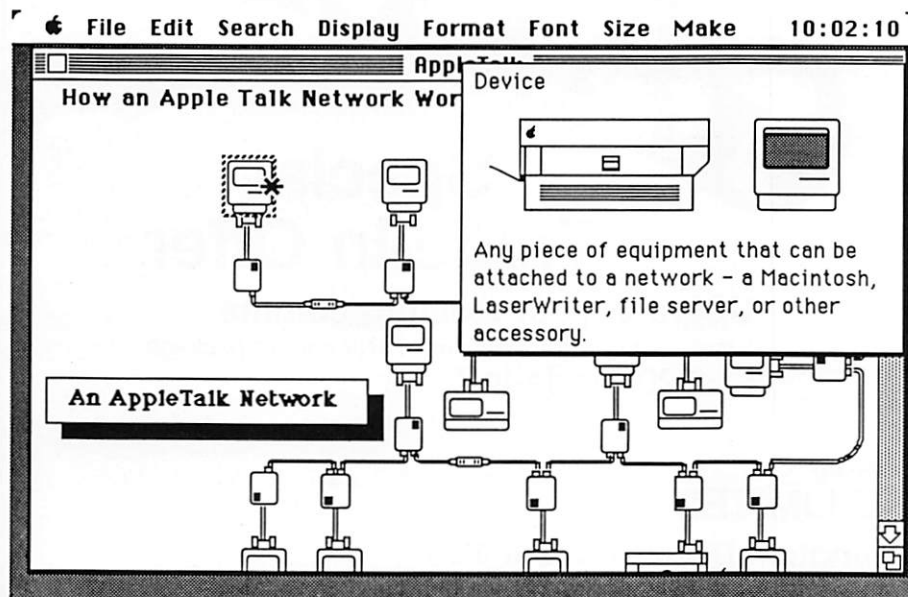 File Edit Search Display Format Font Size Make 10:02:10
How an Apple Talk Network
Device
Any piece of equipment that can be
attached to a network – a Macintosh,
LaserWriter, file server, or other
accessory.
An AppleTalk Network